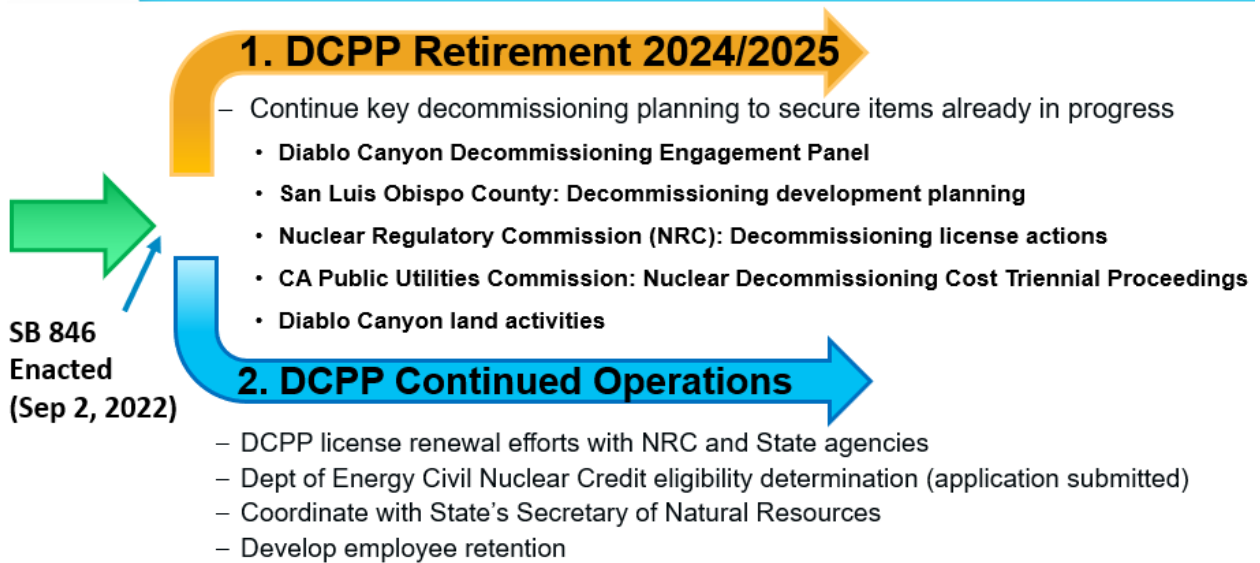 1. DCPP Retirement 2024/2025
– Continue key decommissioning planning to secure items already in progress
• Diablo Canyon Decommissioning Engagement Panel
• San Luis Obispo County: Decommissioning development planning
• Nuclear Regulatory Commission (NRC): Decommissioning license actions
• CA Public Utilities Commission: Nuclear Decommissioning Cost Triennial Proceedings
• Diablo Canyon land activities
SB 846
Enacted
(Sep 2, 2022)
2. DCPP Continued Operations
– DCPP license renewal efforts with NRC and State agencies
– Dept of Energy Civil Nuclear Credit eligibility determination (application submitted)
– Coordinate with State’s Secretary of Natural Resources
– Develop employee retention